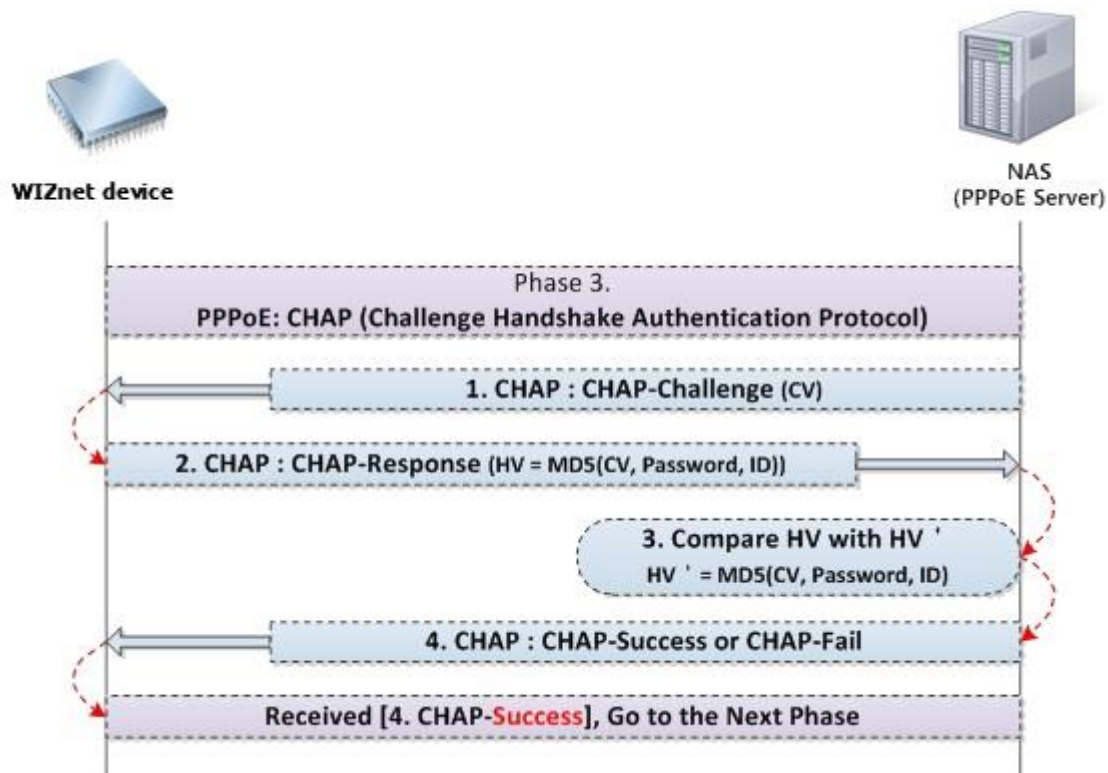 WIZnet device
NAS
(PPPoE Server)
Phase 3.
PPPoE: CHAP (Challenge Handshake Authentication Protocol)
1. CHAP : CHAP-Challenge (CV)
2. CHAP : CHAP-Response (HV = MD5(CV, Password, ID))
3. Compare HV with HV '
HV ' = MD5(CV, Password, ID)
4. CHAP : CHAP-Success or CHAP-Fail
Received [4. CHAP-Success], Go to the Next Phase